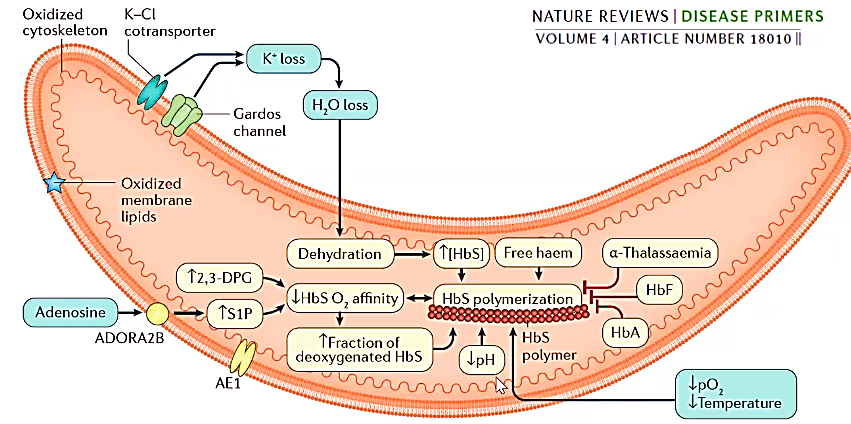 Oxidized
cytoskeleton
K–Cl
cotransporter
NATURE REVIEWS | DISEASE PRIMERS
VOLUME 4 | ARTICLE NUMBER 18010 ||
K⁺ loss
H₂O loss
Gardos
channel
Oxidized
membrane
lipids
Dehydration
↑[HbS]
Free haem
α-Thalassaemia
↑2,3-DPG
↓HbS O₂ affinity
HbS polymerization
HbF
Adenosine
ADORA2B
↑S1P
HbA
↑Fraction of
deoxygenated HbS
↓pH
HbS
polymer
AE1
↓pO₂
↓Temperature